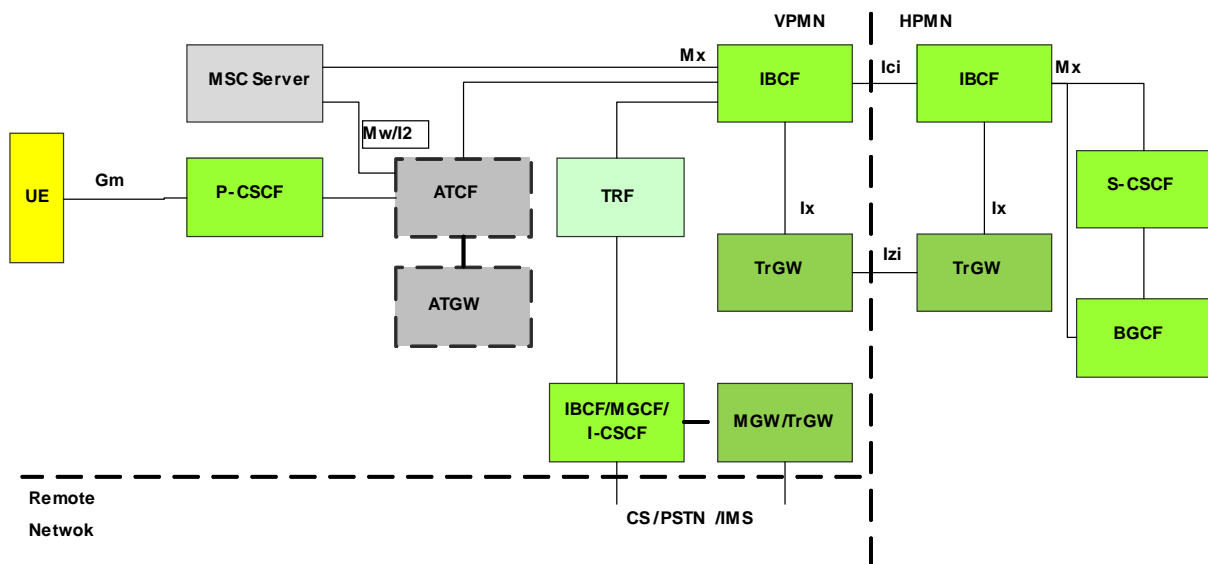 VPMN
HPMN
MSC Server
Mx
IBCF
Ici
IBCF
Mx
Mw/I2
UE
Gm
P-CSCF
ATCF
TRF
Ix
Ix
S-CSCF
ATGW
TrGW
Izi
TrGW
BGCF
IBCF/MGCF/
I-CSCF
MGW/TrGW
Remote
Netwok
CS/PSTN /IMS